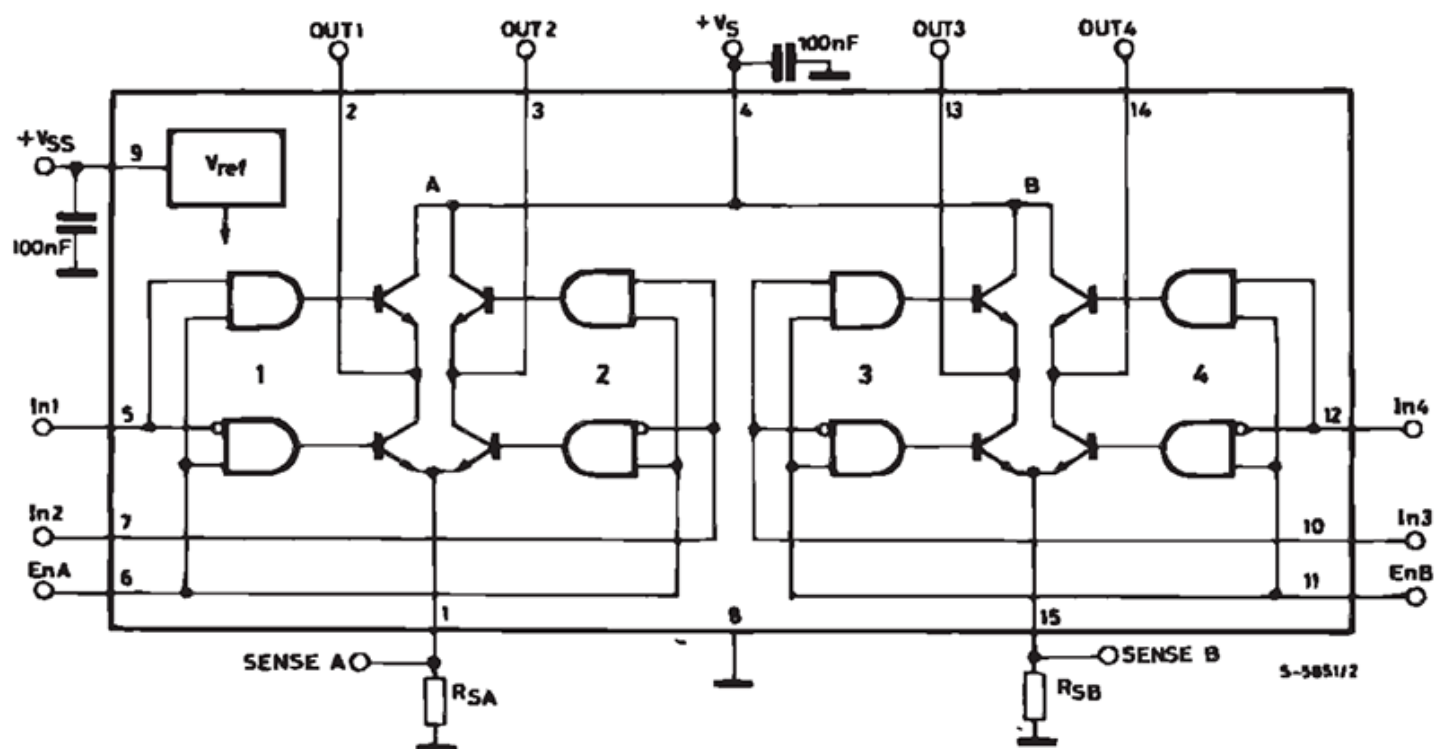 OUT1 OUT2 +VS 100nF OUT3 OUT4
2 3 4 13 14
+VSS 9 Vref
A B
100nF
1 2 3 4
In1 5 12 In4
In2 7 10 In3
EnA 6 11 EnB
1 8 15
SENSE A SENSE B
S-5851/2
RSA RSB